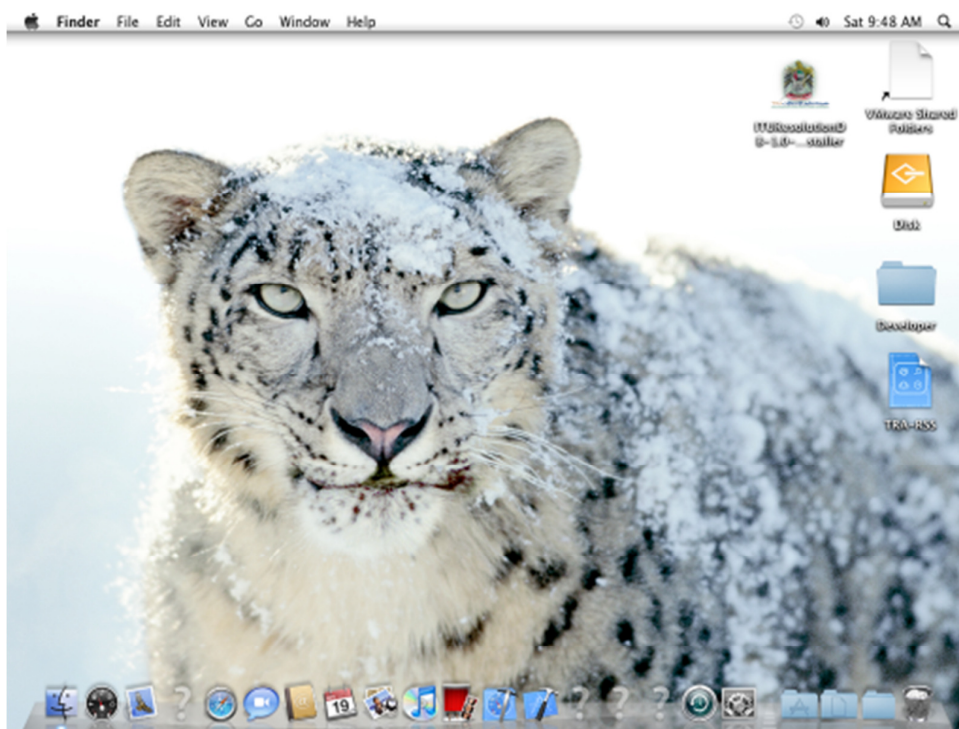 Finder File Edit View Go Window Help
Sat 9:48 AM
ITUResolutionD
VMware Shared
Folders
Disk
Developer
TRA-RSS
19